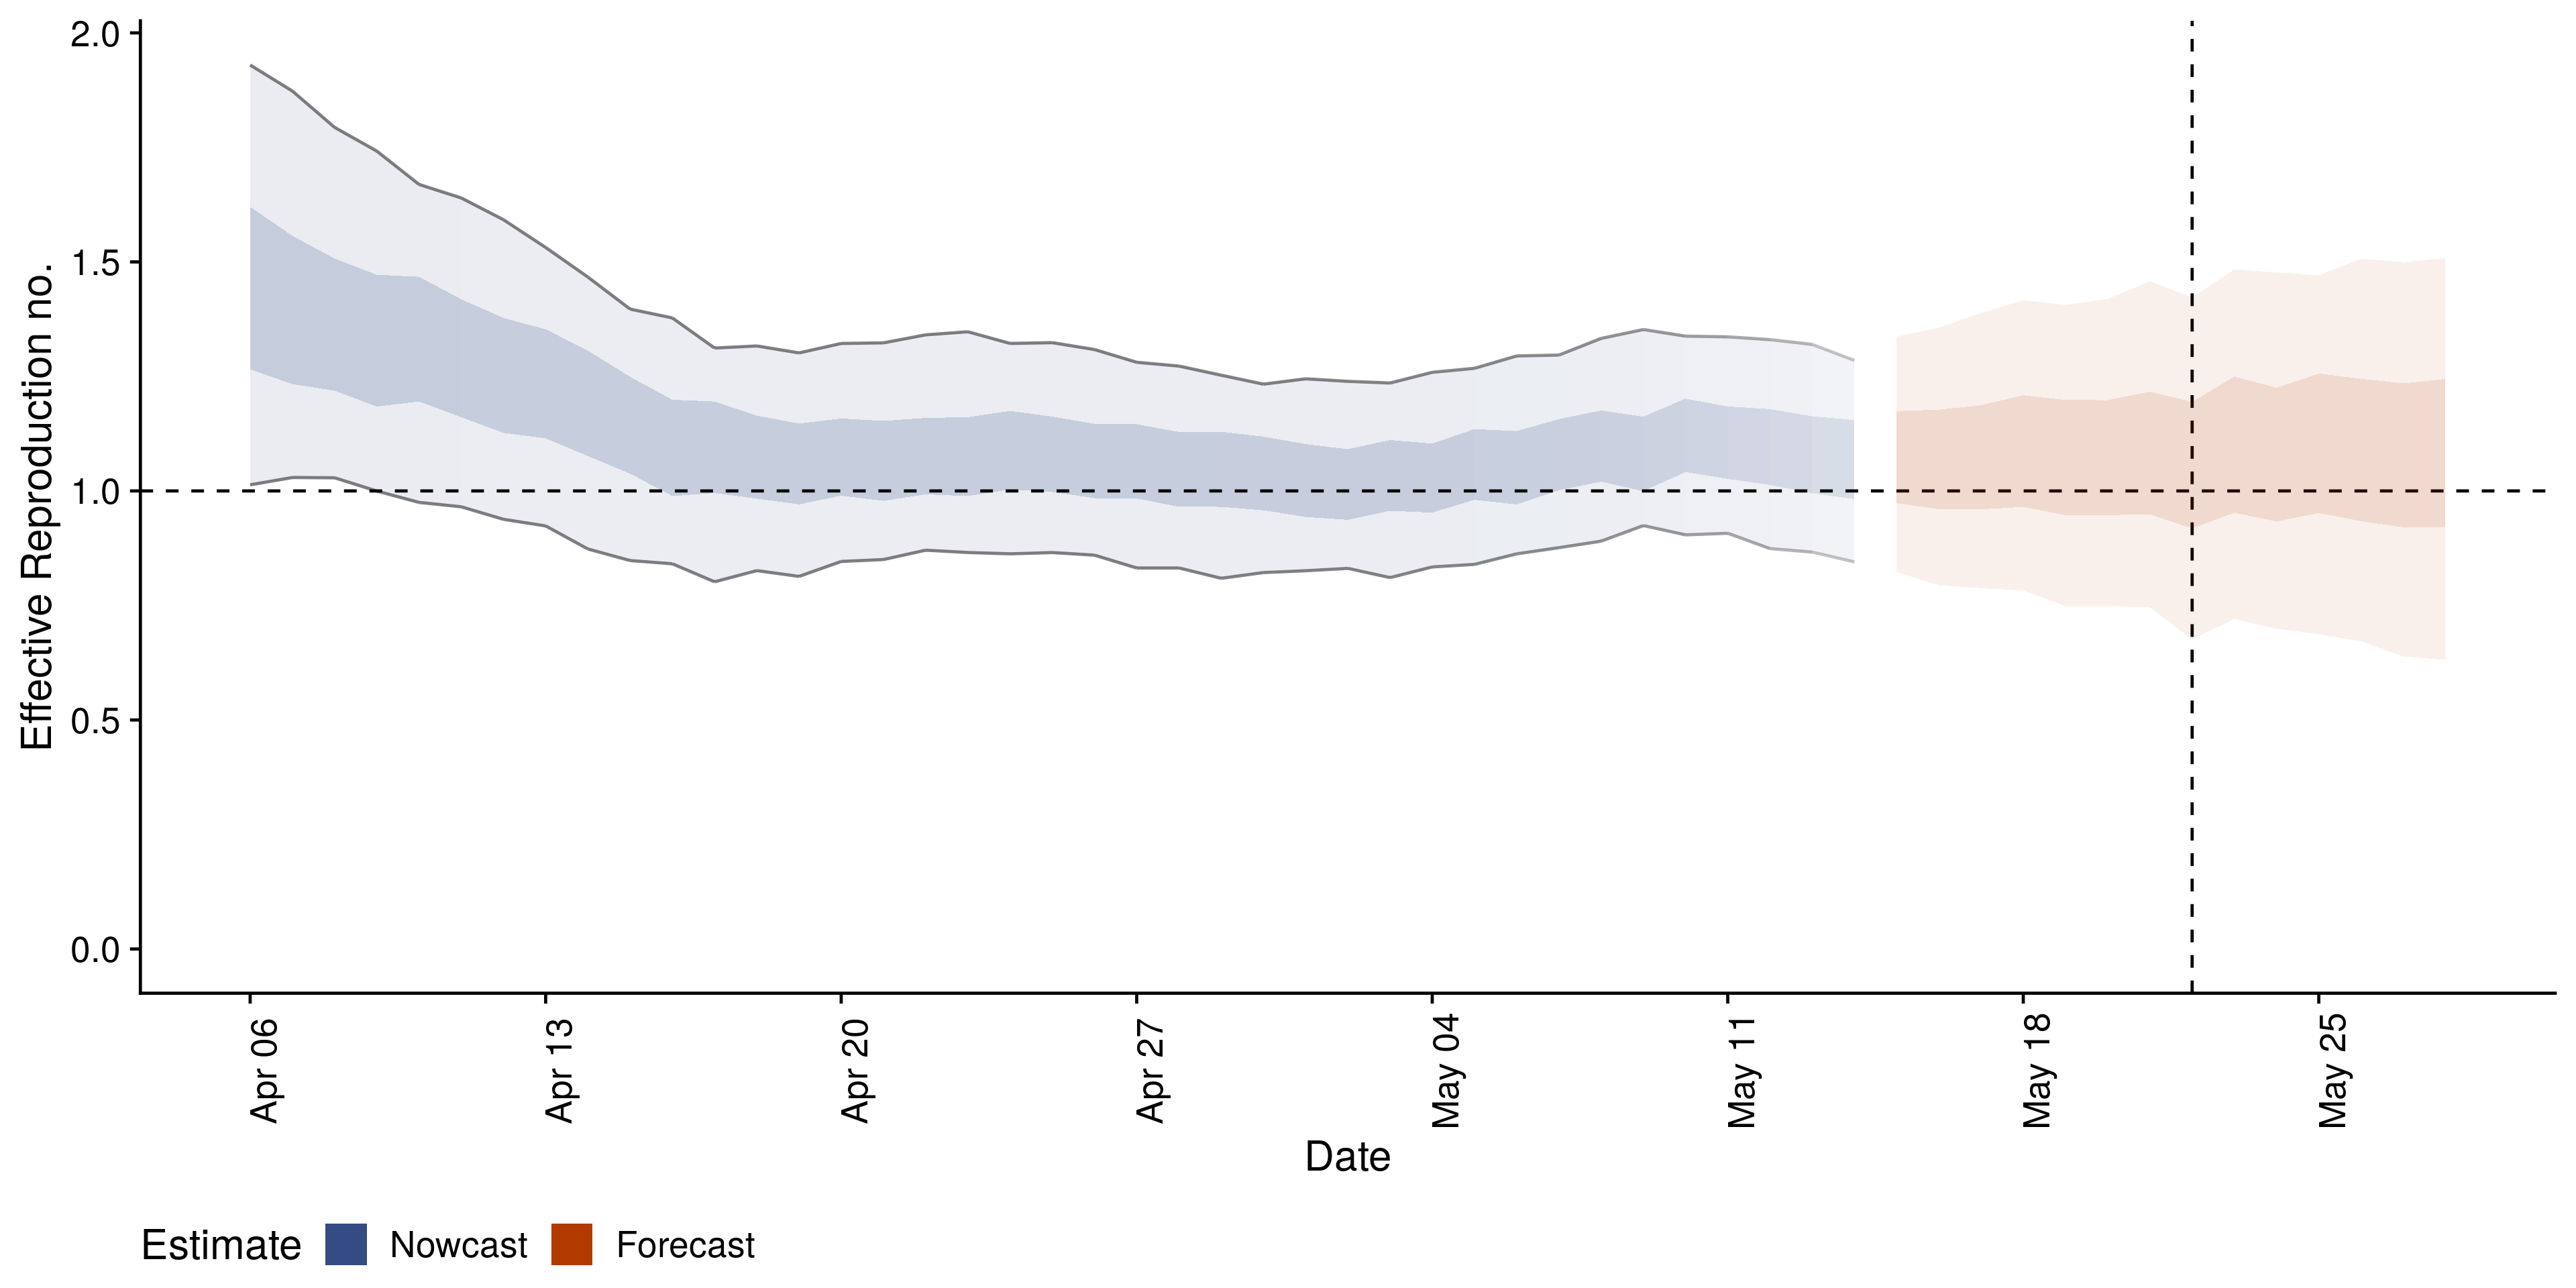 Effective Reproduction no.
2.0
1.5
1.0
0.5
0.0
Apr 06
Apr 13
Apr 20
Apr 27
May 04
May 11
May 18
May 25
Date
Estimate Nowcast Forecast